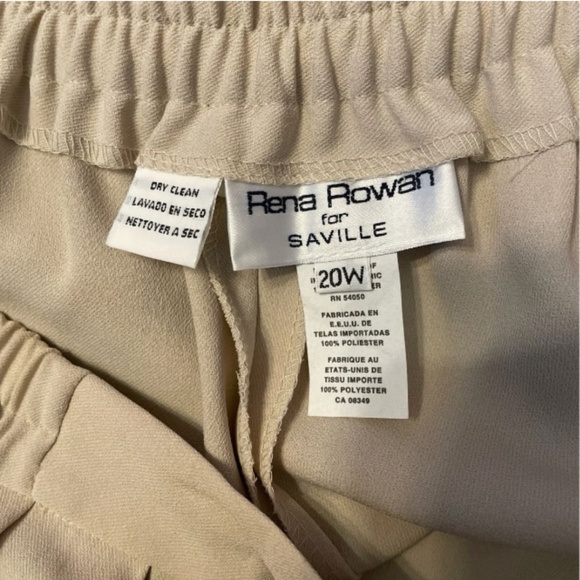 DRY CLEAN
LAVADO EN SECO
NETTOYER A SEC
Rena Rowan
for
SAVILLE
20W
RN 54050
FABRICADA EN
E.E.U.U. DE
TELAS IMPORTADAS
100% POLIESTER
FABRIQUE AU
ETATS-UNIS DE
TISSU IMPORTE
100% POLYESTER
CA 08349